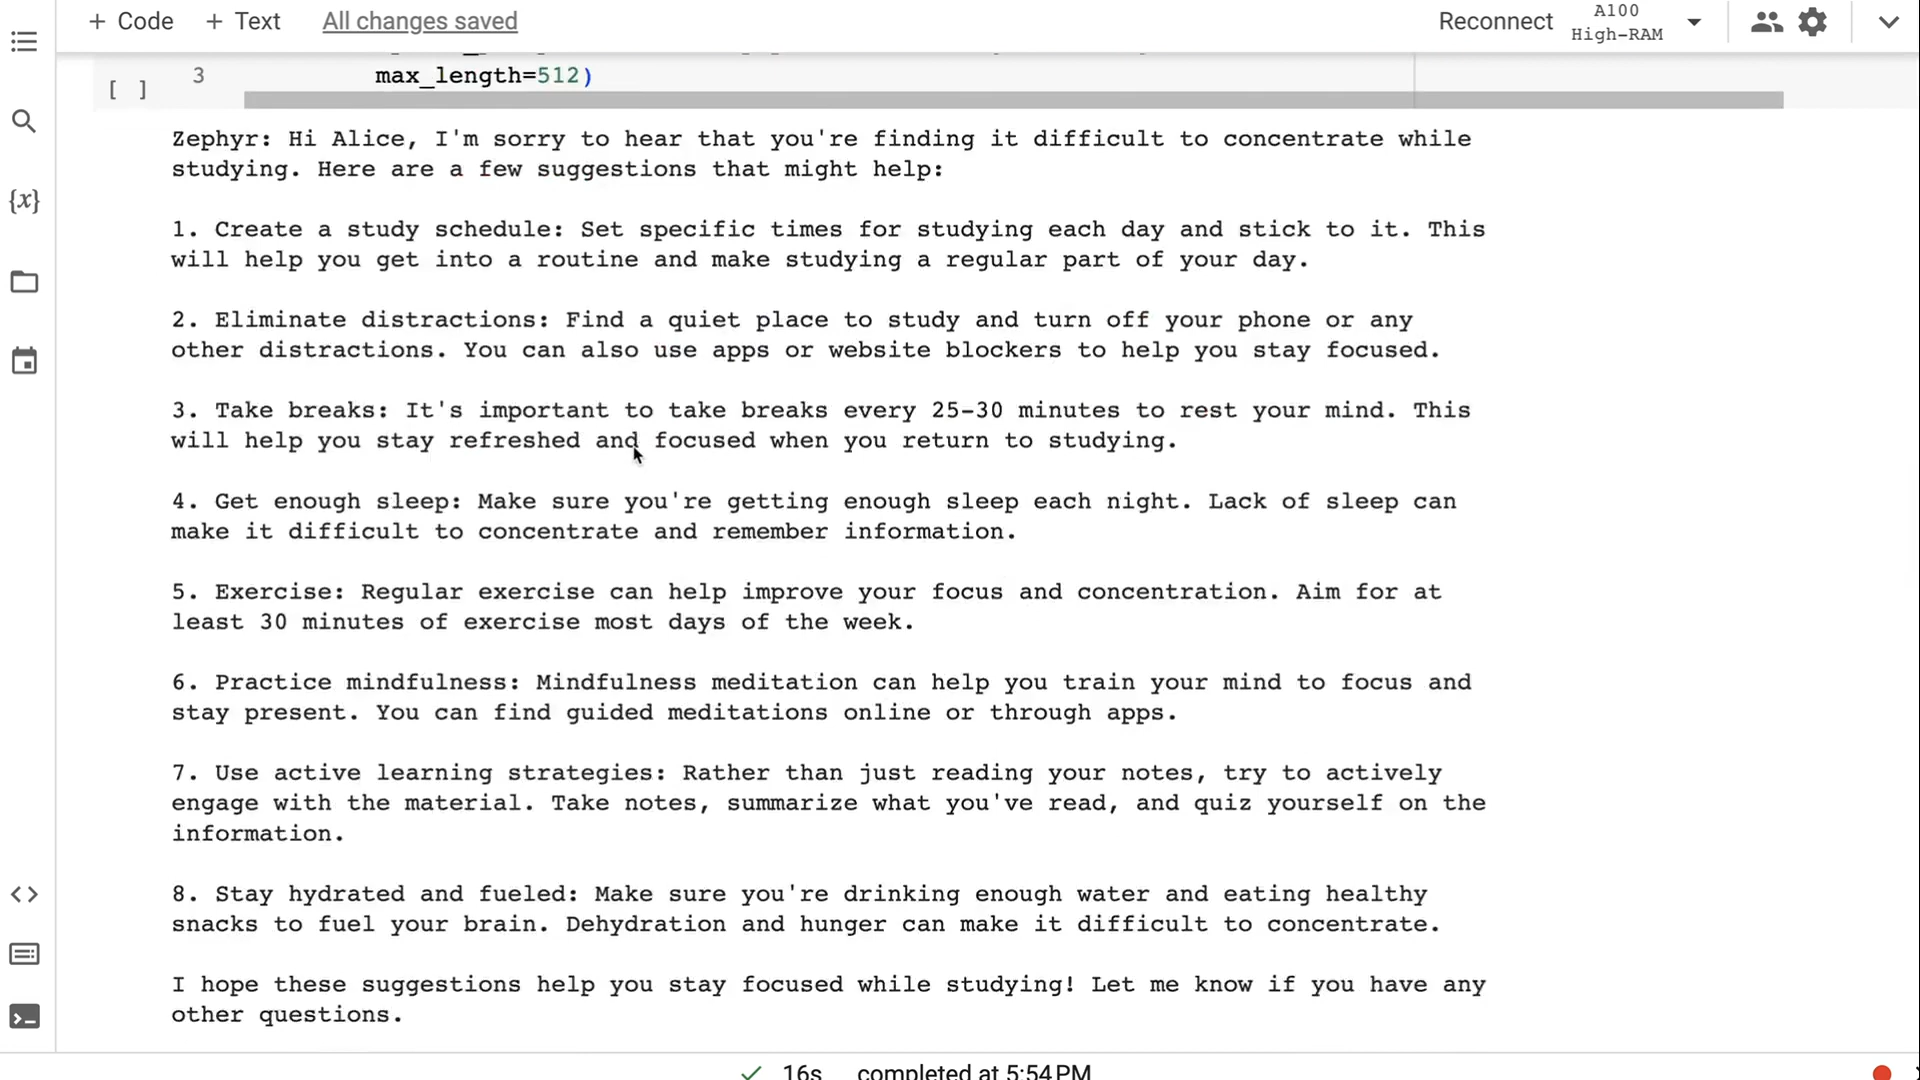 + Code + Text All changes saved Reconnect A100 High-RAM
[ ] 3 max_length=512)
Zephyr: Hi Alice, I'm sorry to hear that you're finding it difficult to concentrate while
studying. Here are a few suggestions that might help:
1. Create a study schedule: Set specific times for studying each day and stick to it. This
will help you get into a routine and make studying a regular part of your day.
2. Eliminate distractions: Find a quiet place to study and turn off your phone or any
other distractions. You can also use apps or website blockers to help you stay focused.
3. Take breaks: It's important to take breaks every 25-30 minutes to rest your mind. This
will help you stay refreshed and focused when you return to studying.
4. Get enough sleep: Make sure you're getting enough sleep each night. Lack of sleep can
make it difficult to concentrate and remember information.
5. Exercise: Regular exercise can help improve your focus and concentration. Aim for at
least 30 minutes of exercise most days of the week.
6. Practice mindfulness: Mindfulness meditation can help you train your mind to focus and
stay present. You can find guided meditations online or through apps.
7. Use active learning strategies: Rather than just reading your notes, try to actively
engage with the material. Take notes, summarize what you've read, and quiz yourself on the
information.
8. Stay hydrated and fueled: Make sure you're drinking enough water and eating healthy
snacks to fuel your brain. Dehydration and hunger can make it difficult to concentrate.
I hope these suggestions help you stay focused while studying! Let me know if you have any
other questions.
16s completed at 5:54 PM